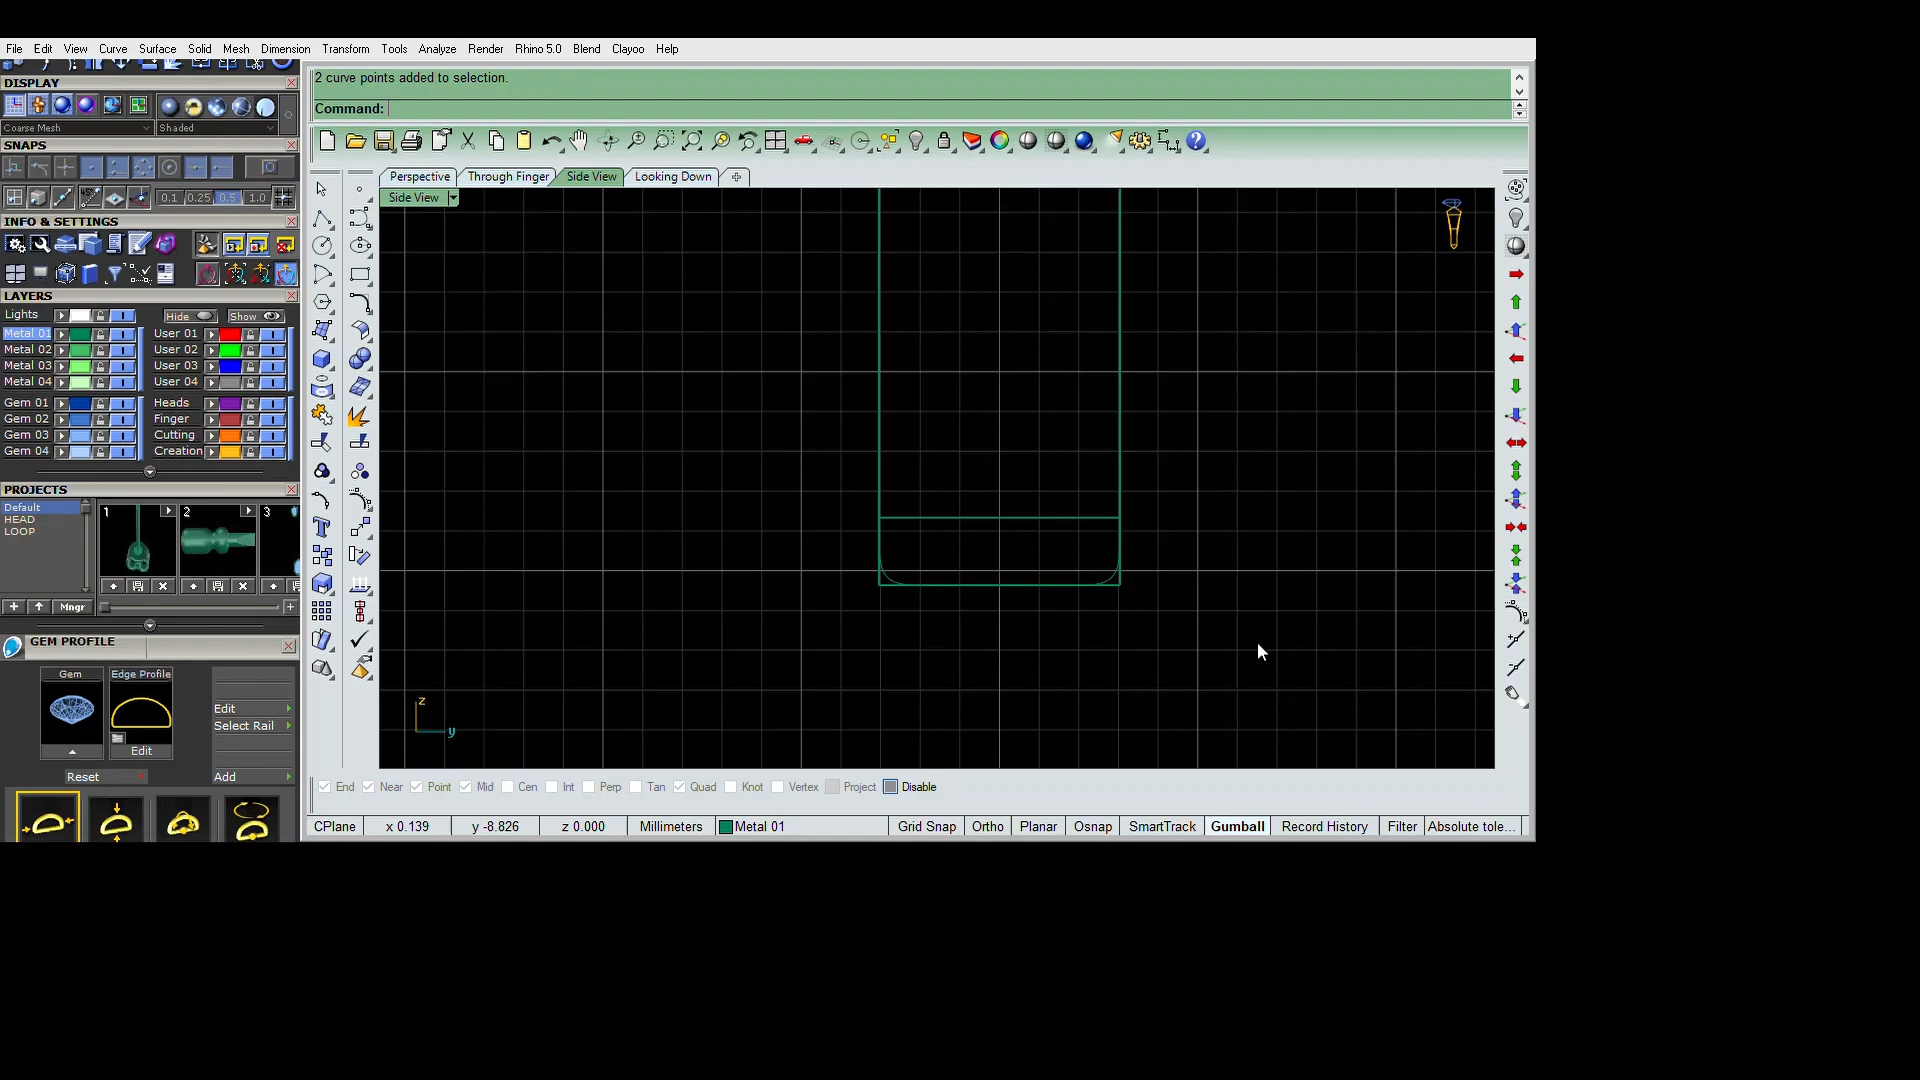 File Edit View Curve Surface Solid Mesh Dimension Transform Tools Analyze Render Rhino 5.0 Blend Clayoo Help
2 curve points added to selection.
Command:
DISPLAY
Coarse Mesh Shaded
SNAPS
0.1 0.25 0.5 1.0
INFO & SETTINGS
LAYERS
Lights Hide Show
Metal 01 User 01
Metal 02 User 02
Metal 03 User 03
Metal 04 User 04
Gem 01 Heads
Gem 02 Finger
Gem 03 Cutting
Gem 04 Creation
PROJECTS
Default
HEAD
LOOP
1 2 3
Mngr
GEM PROFILE
Gem Edge Profile
Edit
Select Rail
Edit
Reset Add
Perspective Through Finger Side View Looking Down
Side View
z
y
End Near Point Mid Cen Int Perp Tan Quad Knot Vertex Project Disable
CPlane x 0.139 y -8.826 z 0.000 Millimeters Metal 01 Grid Snap Ortho Planar Osnap SmartTrack Gumball Record History Filter Absolute tole...